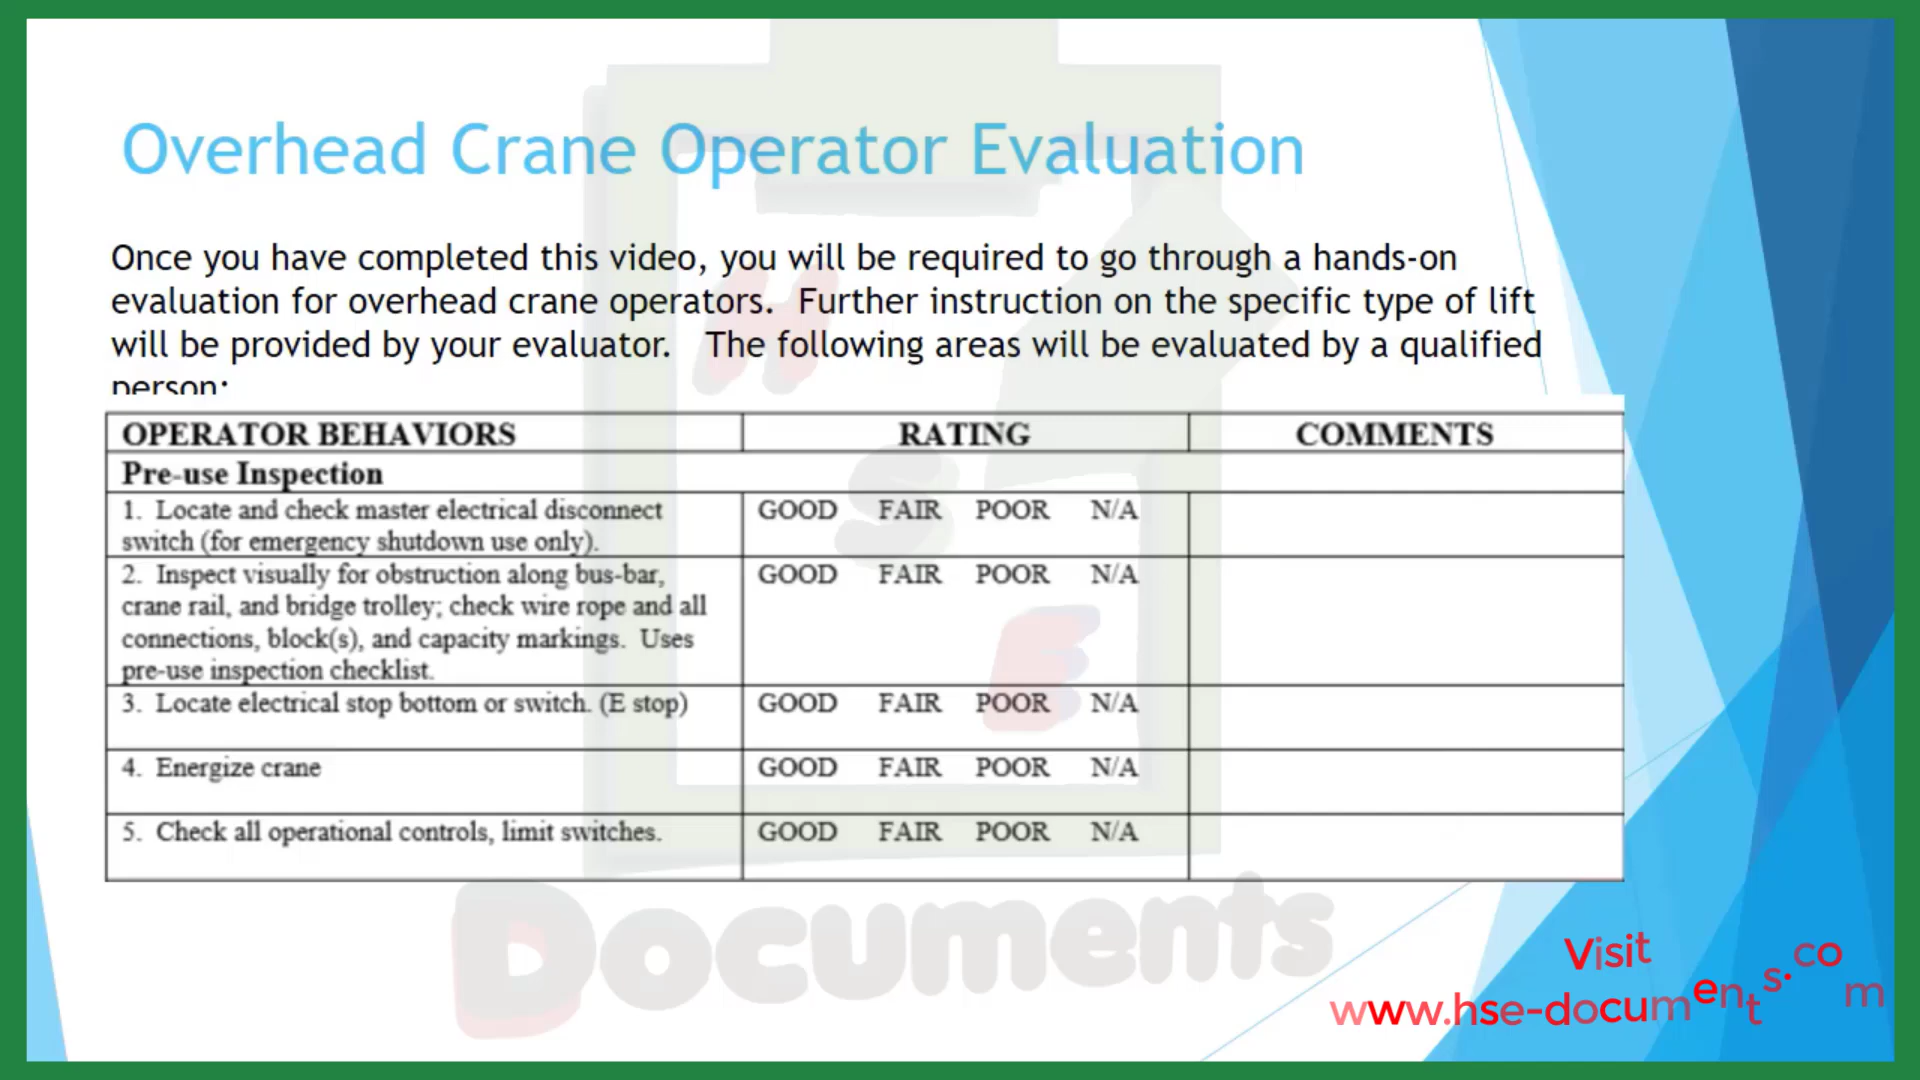 Overhead Crane Operator Evaluation
Once you have completed this video, you will be required to go through a hands-on
evaluation for overhead crane operators. Further instruction on the specific type of lift
will be provided by your evaluator. The following areas will be evaluated by a qualified
person:
OPERATOR BEHAVIORS RATING COMMENTS
Pre-use Inspection
1. Locate and check master electrical disconnect
switch (for emergency shutdown use only).
GOOD FAIR POOR N/A
2. Inspect visually for obstruction along bus-bar,
crane rail, and bridge trolley; check wire rope and all
connections, block(s), and capacity markings. Uses
pre-use inspection checklist.
GOOD FAIR POOR N/A
3. Locate electrical stop bottom or switch. (E stop)
GOOD FAIR POOR N/A
4. Energize crane
GOOD FAIR POOR N/A
5. Check all operational controls, limit switches.
GOOD FAIR POOR N/A
H
S
E
Documents
Visit
www.hse-documents.com